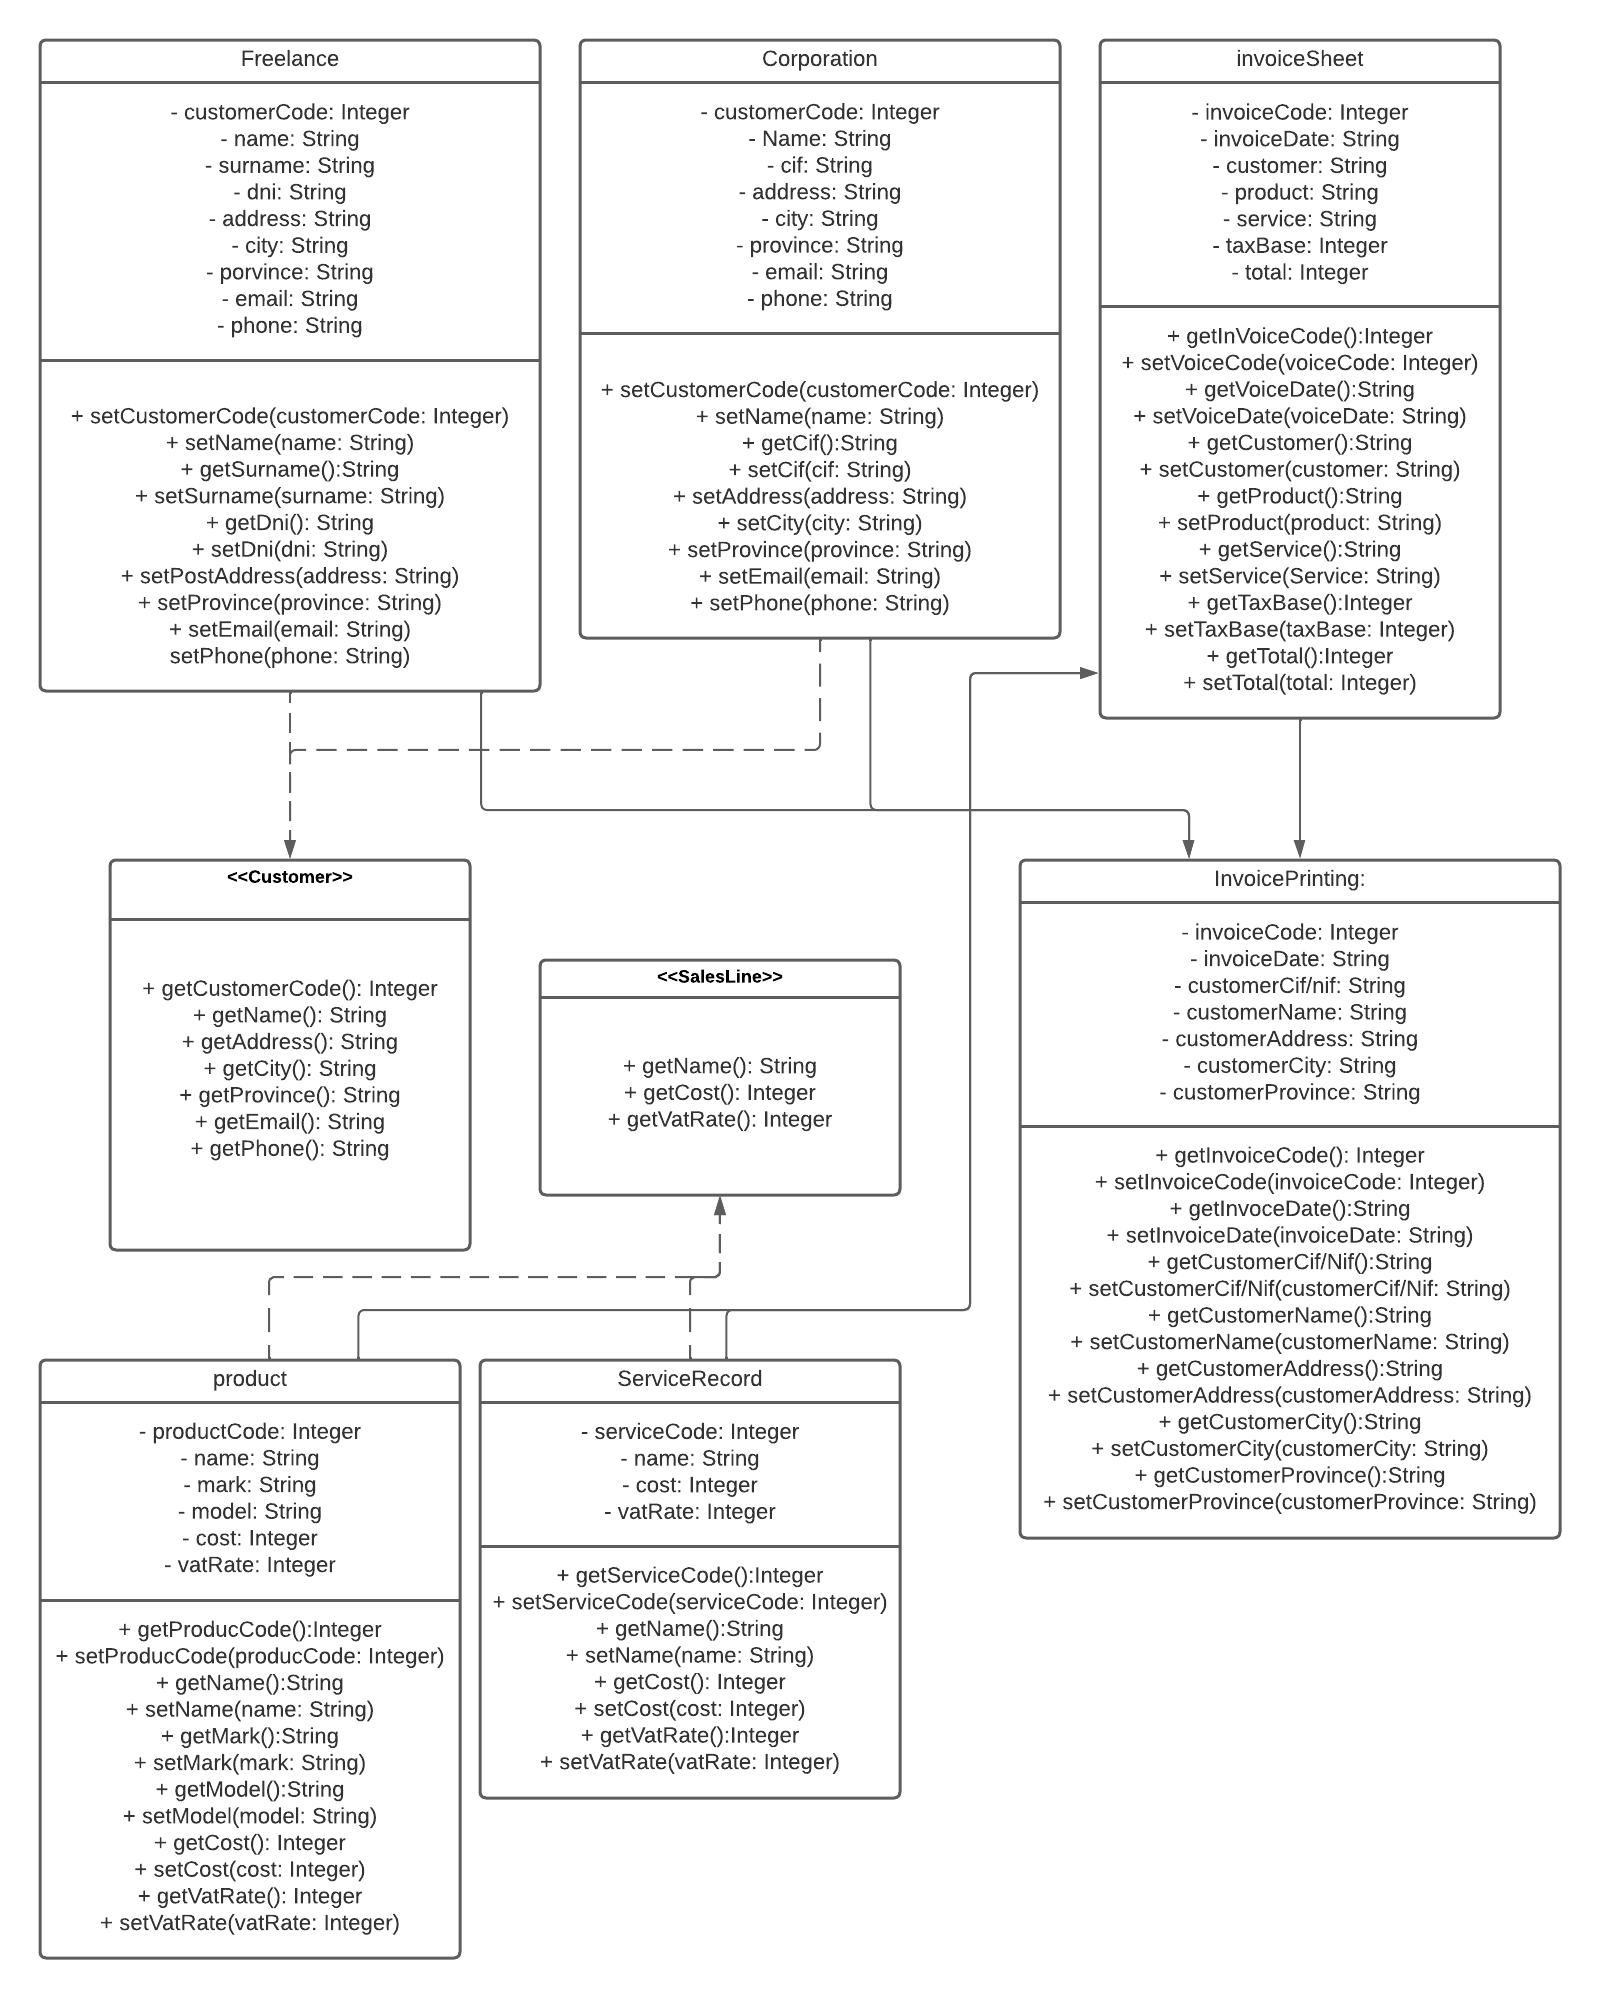 Freelance
- customerCode: Integer
- name: String
- surname: String
- dni: String
- address: String
- city: String
- porvince: String
- email: String
- phone: String
+ setCustomerCode(customerCode: Integer)
+ setName(name: String)
+ getSurname():String
+ setSurname(surname: String)
+ getDni(): String
+ setDni(dni: String)
+ setPostAddress(address: String)
+ setProvince(province: String)
+ setEmail(email: String)
setPhone(phone: String)
Corporation
- customerCode: Integer
- Name: String
- cif: String
- address: String
- city: String
- province: String
- email: String
- phone: String
+ setCustomerCode(customerCode: Integer)
+ setName(name: String)
+ getCif():String
+ setCif(cif: String)
+ setAddress(address: String)
+ setCity(city: String)
+ setProvince(province: String)
+ setEmail(email: String)
+ setPhone(phone: String)
invoiceSheet
- invoiceCode: Integer
- invoiceDate: String
- customer: String
- product: String
- service: String
- taxBase: Integer
- total: Integer
+ getInVoiceCode():Integer
+ setVoiceCode(voiceCode: Integer)
+ getVoiceDate():String
+ setVoiceDate(voiceDate: String)
+ getCustomer():String
+ setCustomer(customer: String)
+ getProduct():String
+ setProduct(product: String)
+ getService():String
+ setService(Service: String)
+ getTaxBase():Integer
+ setTaxBase(taxBase: Integer)
+ getTotal():Integer
+ setTotal(total: Integer)
<<Customer>>
+ getCustomerCode(): Integer
+ getName(): String
+ getAddress(): String
+ getCity(): String
+ getProvince(): String
+ getEmail(): String
+ getPhone(): String
<<SalesLine>>
+ getName(): String
+ getCost(): Integer
+ getVatRate(): Integer
InvoicePrinting:
- invoiceCode: Integer
- invoiceDate: String
- customerCif/nif: String
- customerName: String
- customerAddress: String
- customerCity: String
- customerProvince: String
+ getInvoiceCode(): Integer
+ setInvoiceCode(invoiceCode: Integer)
+ getInvoceDate():String
+ setInvoiceDate(invoiceDate: String)
+ getCustomerCif/Nif():String
+ setCustomerCif/Nif(customerCif/Nif: String)
+ getCustomerName():String
+ setCustomerName(customerName: String)
+ getCustomerAddress():String
+ setCustomerAddress(customerAddress: String)
+ getCustomerCity():String
+ setCustomerCity(customerCity: String)
+ getCustomerProvince():String
+ setCustomerProvince(customerProvince: String)
product
- productCode: Integer
- name: String
- mark: String
- model: String
- cost: Integer
- vatRate: Integer
+ getProducCode():Integer
+ setProducCode(producCode: Integer)
+ getName():String
+ setName(name: String)
+ getMark():String
+ setMark(mark: String)
+ getModel():String
+ setModel(model: String)
+ getCost(): Integer
+ setCost(cost: Integer)
+ getVatRate(): Integer
+ setVatRate(vatRate: Integer)
ServiceRecord
- serviceCode: Integer
- name: String
- cost: Integer
- vatRate: Integer
+ getServiceCode():Integer
+ setServiceCode(serviceCode: Integer)
+ getName():String
+ setName(name: String)
+ getCost(): Integer
+ setCost(cost: Integer)
+ getVatRate():Integer
+ setVatRate(vatRate: Integer)